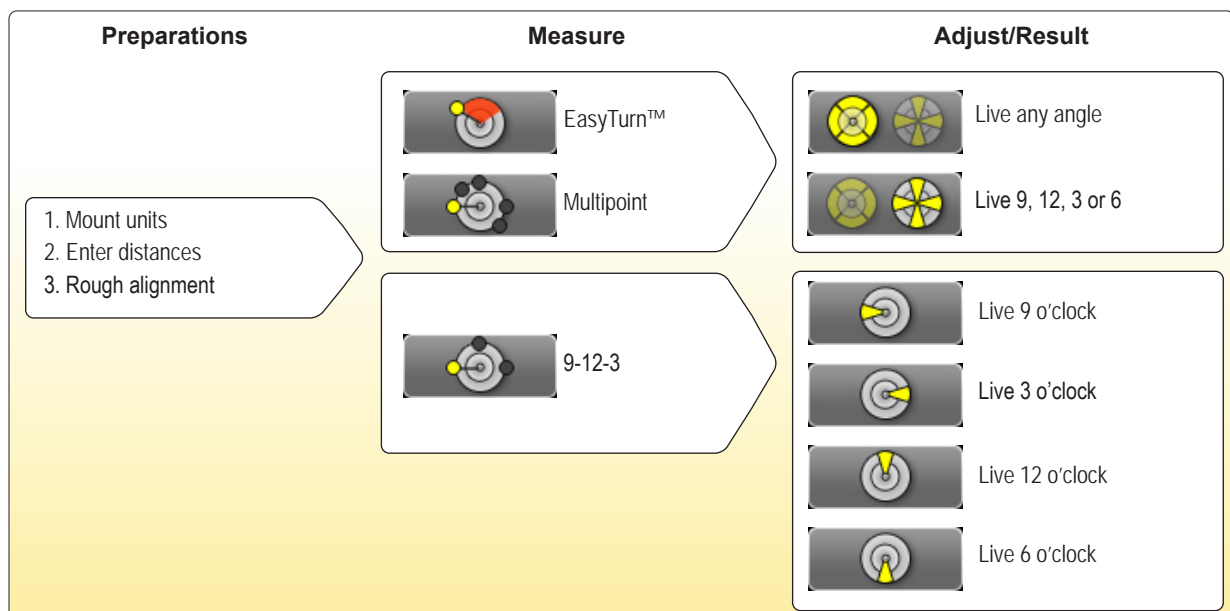 Preparations
Measure
Adjust/Result
1. Mount units
2. Enter distances
3. Rough alignment
EasyTurn™
Multipoint
9-12-3
Live any angle
Live 9, 12, 3 or 6
Live 9 o'clock
Live 3 o'clock
Live 12 o'clock
Live 6 o'clock